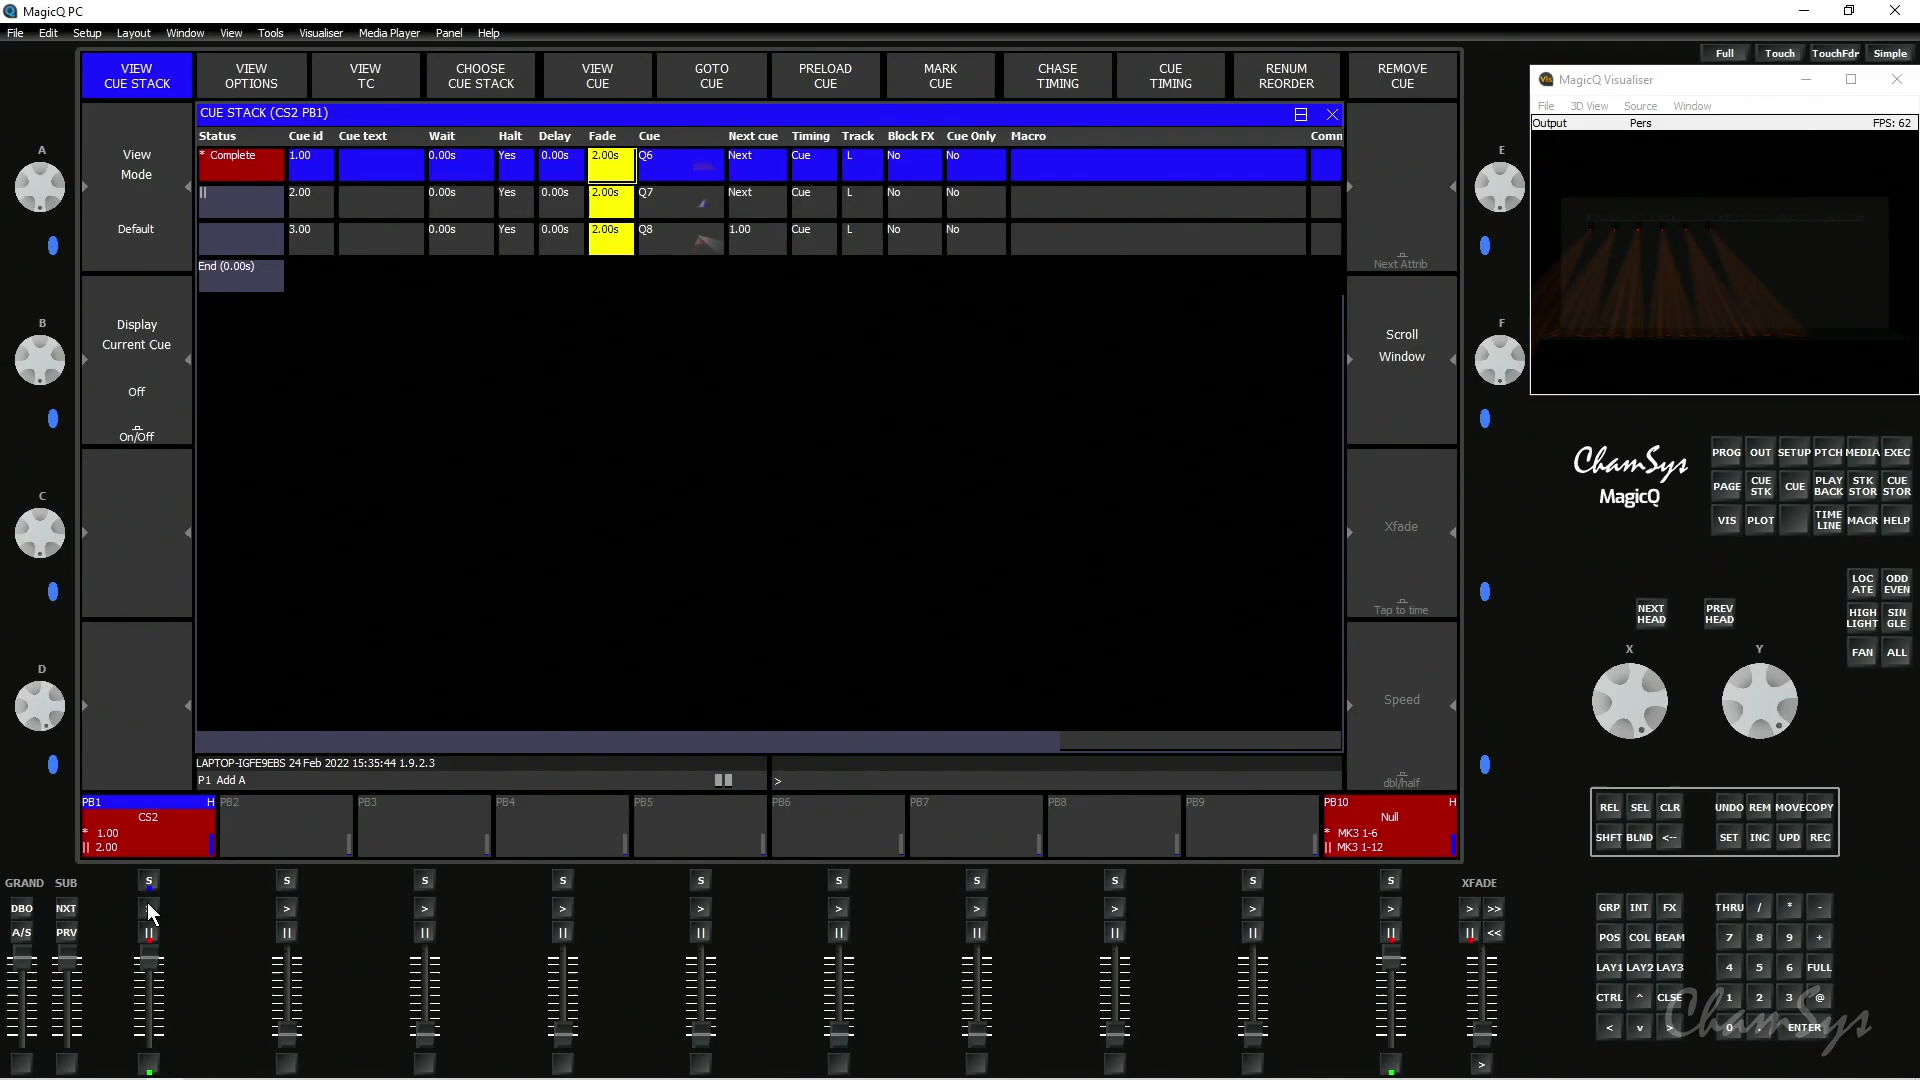 MagicQ PC
File Edit Setup Layout Window View Tools Visualiser Media Player Panel Help
Full Touch TouchFdr Simple
VIEW CUE STACK
VIEW OPTIONS
VIEW TC
CHOOSE CUE STACK
VIEW CUE
GOTO CUE
PRELOAD CUE
MARK CUE
CHASE TIMING
CUE TIMING
RENUM REORDER
REMOVE CUE
CUE STACK (CS2 PB1)
Status Cue id Cue text Wait Halt Delay Fade Cue Next cue Timing Track Block FX Cue Only Macro Comm
* Complete 1.00 0.00s Yes 0.00s 2.00s Q6 Next Cue L No No
|| 2.00 0.00s Yes 0.00s 2.00s Q7 Next Cue L No No
3.00 0.00s Yes 0.00s 2.00s Q8 1.00 Cue L No No
End (0.00s)
View Mode
Default
Display Current Cue
Off
On/Off
Next Attrib
Scroll Window
Xfade
Tap to time
Speed
dbl/half
A
B
C
D
E
F
MagicQ Visualiser
File 3D View Source Window
Output Pers FPS: 62
ChamSys
MagicQ
PROG OUT SETUP PTCH MEDIA EXEC
PAGE CUE STK CUE PLAY BACK STK STOR CUE STOR
VIS PLOT TIME LINE MACR HELP
LOC ATE ODD EVEN
NEXT HEAD PREV HEAD HIGH LIGHT SIN GLE
FAN ALL
X Y
LAPTOP-IGFE9EBS 24 Feb 2022 15:35:44 1.9.2.3
P1 Add A
>
PB1 H PB2 PB3 PB4 PB5 PB6 PB7 PB8 PB9 PB10 H
CS2 Null
* 1.00 * MK3 1-6
|| 2.00 || MK3 1-12
REL SEL CLR UNDO REM MOVE COPY
SHFT BLND <-- SET INC UPD REC
GRAND SUB S S S S S S S S S S XFADE
DBO NXT > > > > > > > > > > >>
A/S PRV || || || || || || || || || || || <<
GRP INT FX THRU / * -
POS COL BEAM 7 8 9 +
LAY1 LAY2 LAY3 4 5 6 FULL
CTRL ^ CLSE 1 2 3 @
< v > 0 . ENTER
ChamSys
>